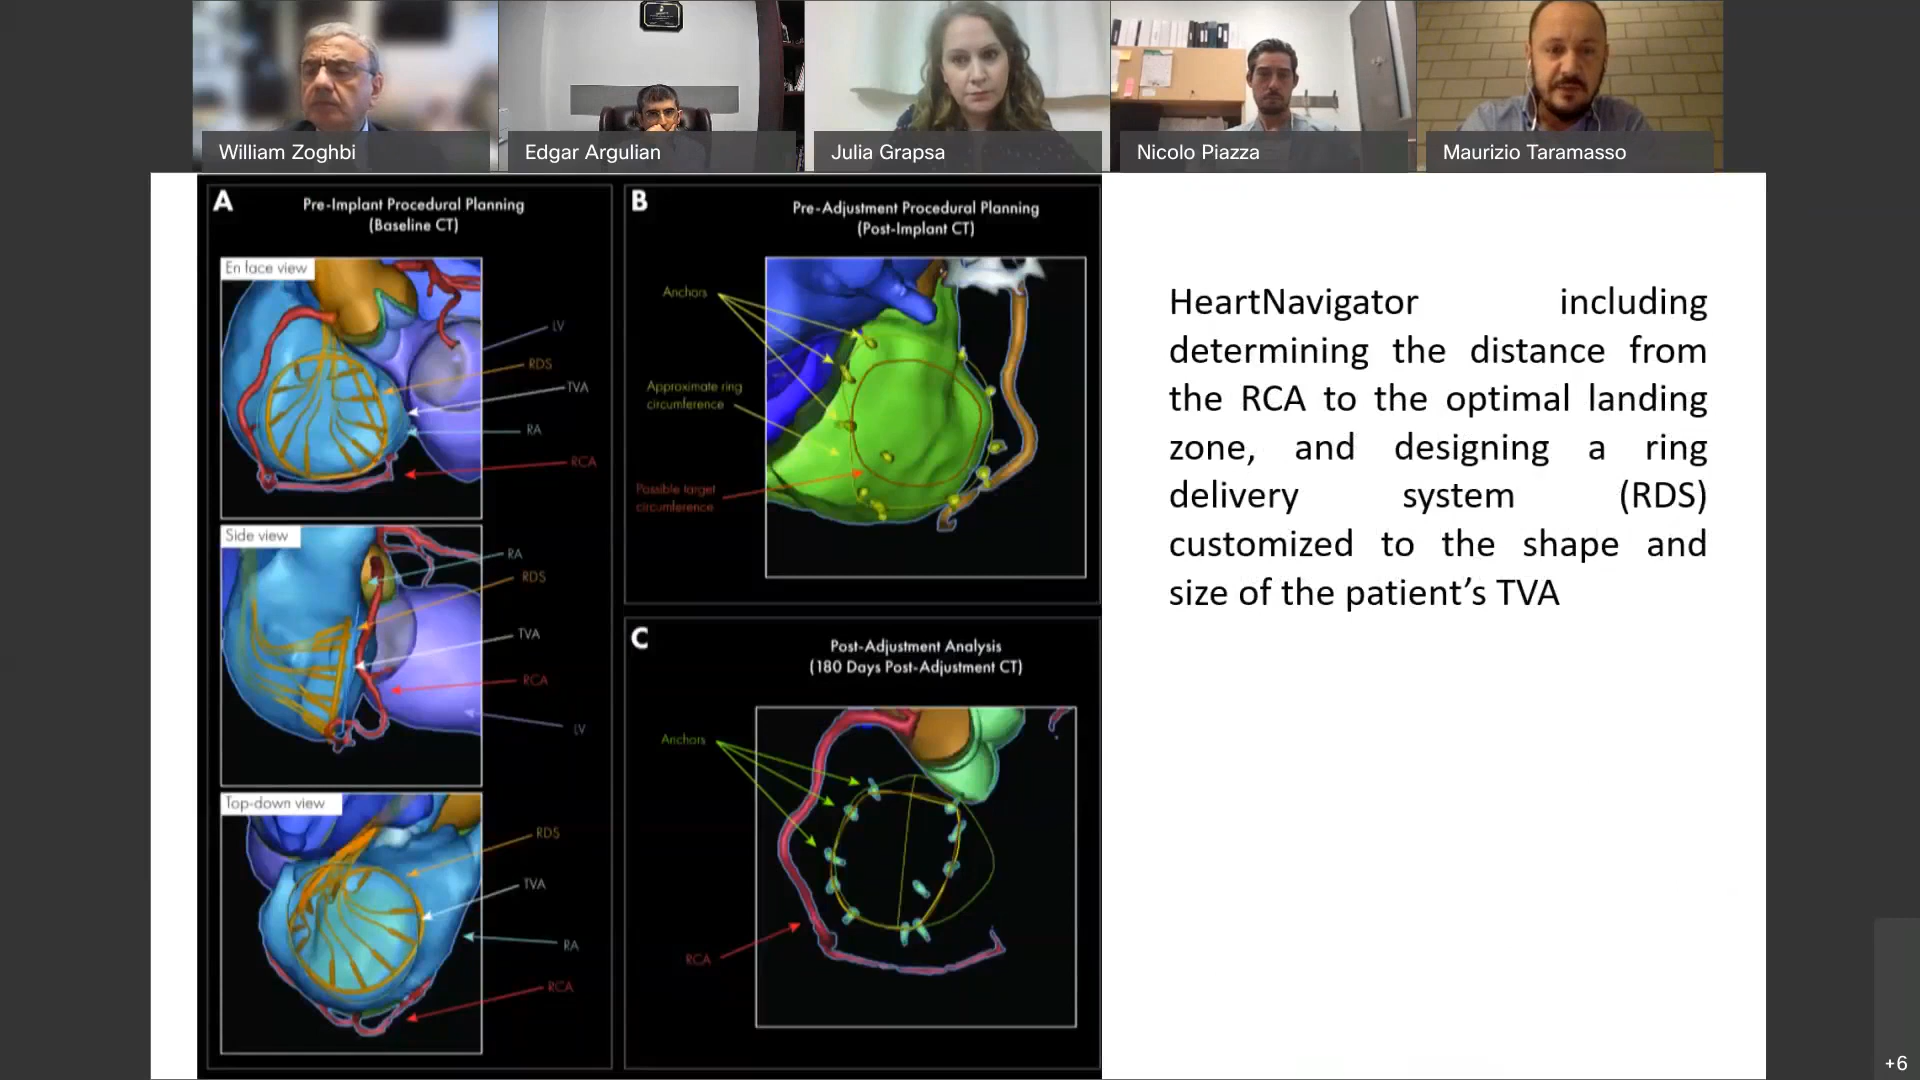 William Zoghbi
Edgar Argulian
Julia Grapsa
Nicolo Piazza
Maurizio Taramasso
A
Pre-Implant Procedural Planning
(Baseline CT)
En face view
LV
RDS
TVA
RA
RCA
Side view
RA
RDS
TVA
RCA
LV
Top-down view
RDS
TVA
RA
RCA
B
Pre-Adjustment Procedural Planning
(Post-Implant CT)
Anchors
Approximate ring
circumference
Possible target
circumference
C
Post-Adjustment Analysis
(180 Days Post-Adjustment CT)
Anchors
RCA
HeartNavigator including
determining the distance from
the RCA to the optimal landing
zone, and designing a ring
delivery system (RDS)
customized to the shape and
size of the patient’s TVA
+6